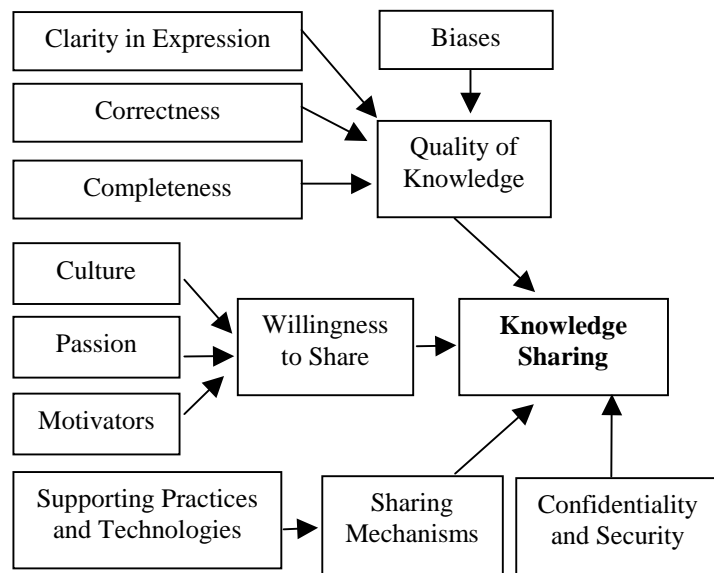 Clarity in Expression
Biases
Correctness
Quality of
Knowledge
Completeness
Culture
Willingness
to Share
Knowledge
Sharing
Passion
Motivators
Supporting Practices
and Technologies
Sharing
Mechanisms
Confidentiality
and Security